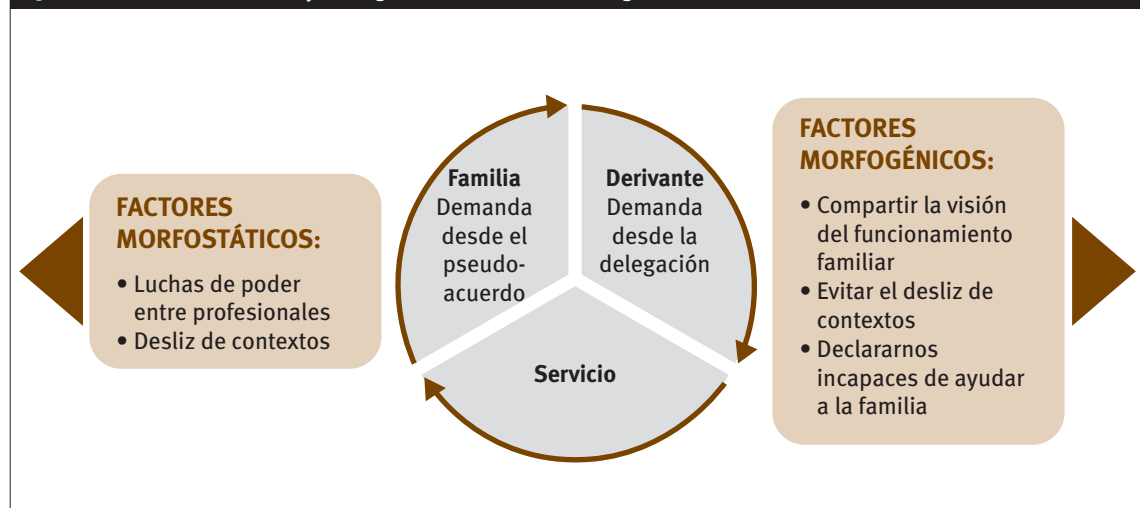 FACTORES
MORFOSTÁTICOS:
• Luchas de poder
entre profesionales
• Desliz de contextos
Familia
Demanda
desde el
pseudo-
acuerdo
Derivante
Demanda
desde la
delegación
Servicio
FACTORES
MORFOGÉNICOS:
• Compartir la visión
del funcionamiento
familiar
• Evitar el desliz de
contextos
• Declararnos
incapaces de ayudar
a la familia